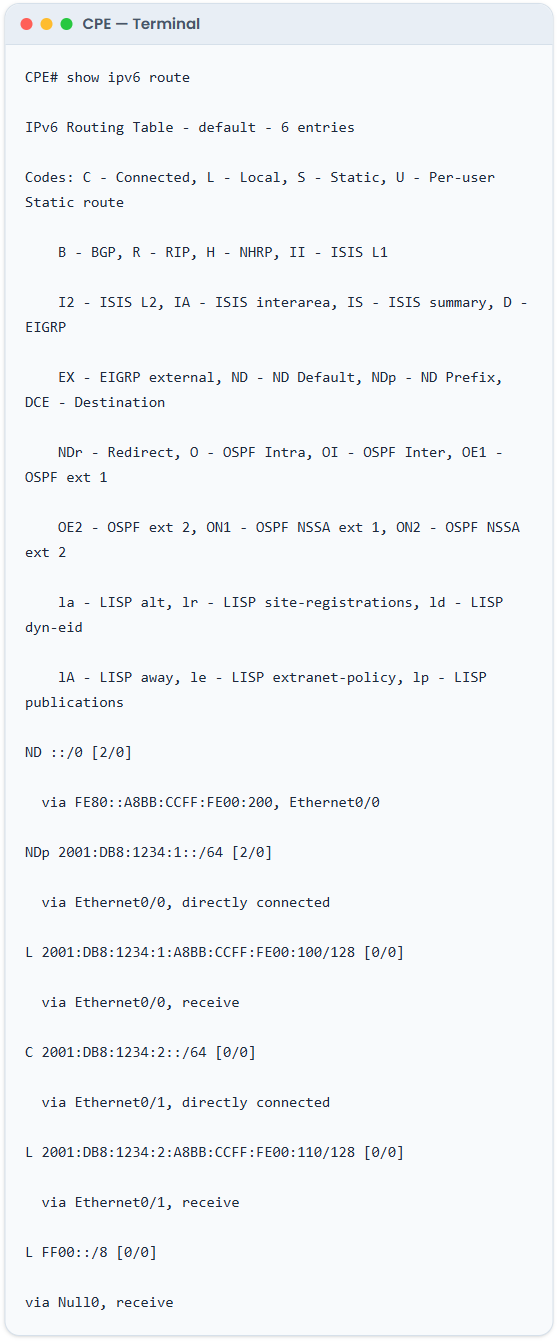 CPE — Terminal
CPE# show ipv6 route
IPv6 Routing Table - default - 6 entries
Codes: C - Connected, L - Local, S - Static, U - Per-user
Static route
B - BGP, R - RIP, H - NHRP, II - ISIS L1
I2 - ISIS L2, IA - ISIS interarea, IS - ISIS summary, D -
EIGRP
EX - EIGRP external, ND - ND Default, NDp - ND Prefix,
DCE - Destination
NDr - Redirect, O - OSPF Intra, OI - OSPF Inter, OE1 -
OSPF ext 1
OE2 - OSPF ext 2, ON1 - OSPF NSSA ext 1, ON2 - OSPF NSSA
ext 2
la - LISP alt, lr - LISP site-registrations, ld - LISP
dyn-eid
lA - LISP away, le - LISP extranet-policy, lp - LISP
publications
ND ::/0 [2/0]
via FE80::A8BB:CCFF:FE00:200, Ethernet0/0
NDp 2001:DB8:1234:1::/64 [2/0]
via Ethernet0/0, directly connected
L 2001:DB8:1234:1:A8BB:CCFF:FE00:100/128 [0/0]
via Ethernet0/0, receive
C 2001:DB8:1234:2::/64 [0/0]
via Ethernet0/1, directly connected
L 2001:DB8:1234:2:A8BB:CCFF:FE00:110/128 [0/0]
via Ethernet0/1, receive
L FF00::/8 [0/0]
via Null0, receive